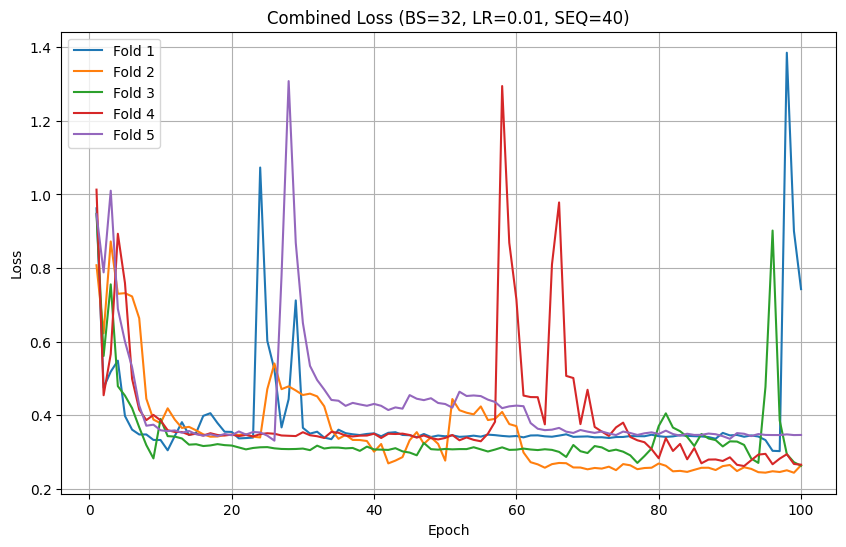 Combined Loss (BS=32, LR=0.01, SEQ=40)
Fold 1
Fold 2
Fold 3
Fold 4
Fold 5
1.4
1.2
1.0
0.8
0.6
0.4
0.2
Loss
0 20 40 60 80 100
Epoch